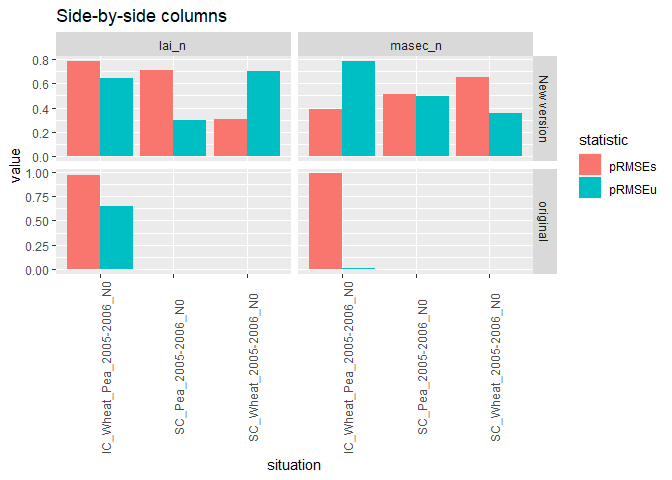 Side-by-side columns
lai_n
masec_n
0.8
0.6
0.4
0.2
0.0
New version
1.00
0.75
0.50
0.25
0.00
original
value
IC_Wheat_Pea_2005-2006_N0
SC_Pea_2005-2006_N0
SC_Wheat_2005-2006_N0
IC_Wheat_Pea_2005-2006_N0
SC_Pea_2005-2006_N0
SC_Wheat_2005-2006_N0
situation
statistic
pRMSEs
pRMSEu